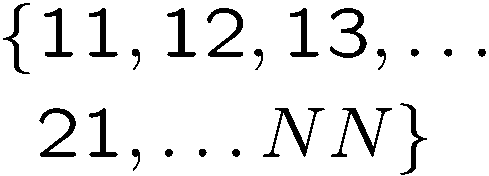 {11, 12, 13, ...
21, ... NN}